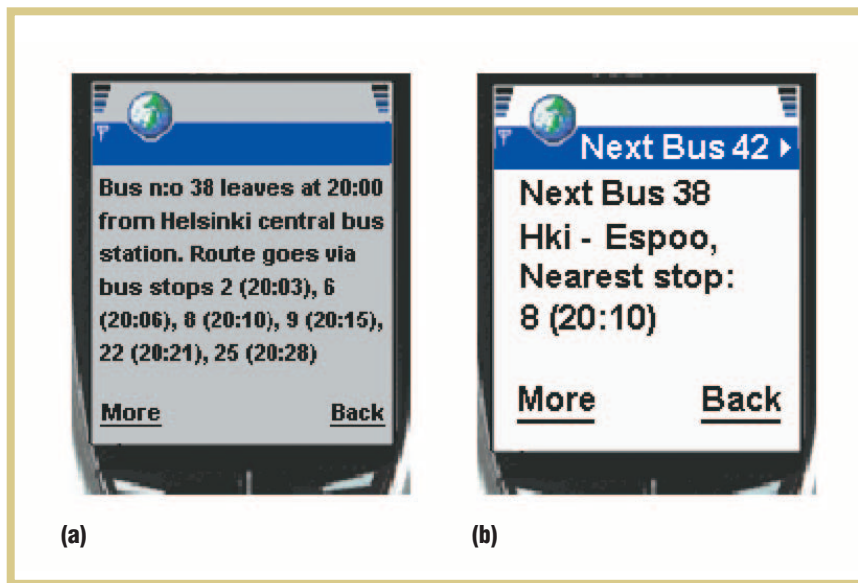 Bus n:o 38 leaves at 20:00
from Helsinki central bus
station. Route goes via
bus stops 2 (20:03), 6
(20:06), 8 (20:10), 9 (20:15),
22 (20:21), 25 (20:28)
More Back
(a)
Next Bus 42
Next Bus 38
Hki - Espoo,
Nearest stop:
8 (20:10)
More Back
(b)